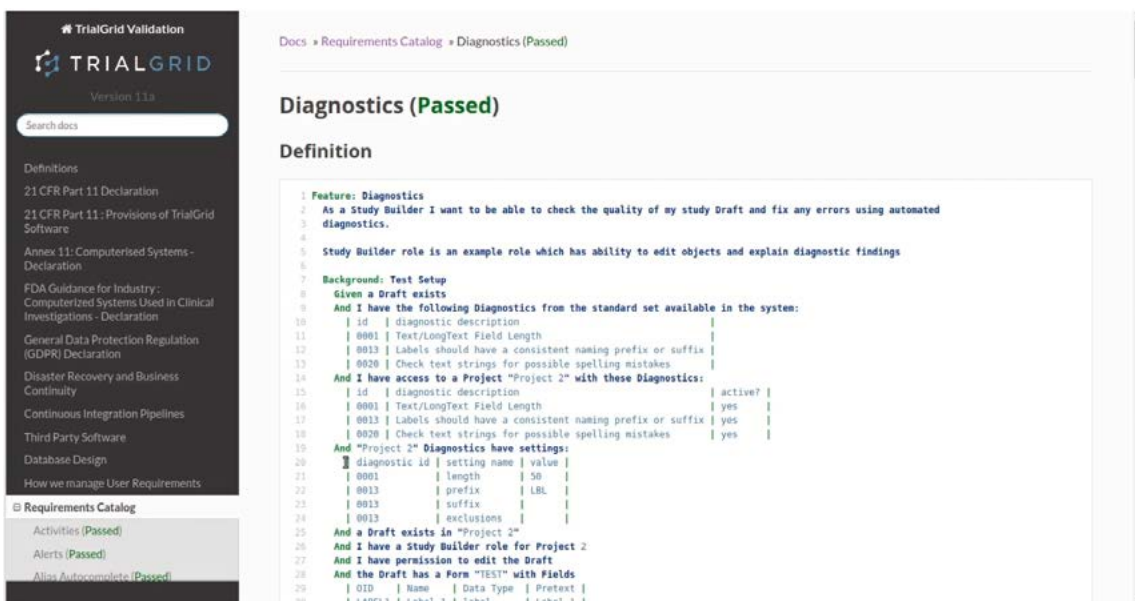 TrialGrid Validation
TRIALGRID
Version 11a
Search docs
Definitions
21 CFR Part 11 Declaration
21 CFR Part 11 : Provisions of TrialGrid
Software
Annex 11: Computerised Systems -
Declaration
FDA Guidance for Industry :
Computerized Systems Used in Clinical
Investigations - Declaration
General Data Protection Regulation
(GDPR) Declaration
Disaster Recovery and Business
Continuity
Continuous Integration Pipelines
Third Party Software
Database Design
How we manage User Requirements
Requirements Catalog
Activities (Passed)
Alerts (Passed)
Alias Autocomplete (Passed)
Docs » Requirements Catalog » Diagnostics (Passed)
Diagnostics (Passed)
Definition
1 Feature: Diagnostics
2 As a Study Builder I want to be able to check the quality of my study Draft and fix any errors using automated
3 diagnostics.
4
5 Study Builder role is an example role which has ability to edit objects and explain diagnostic findings
6
7 Background: Test Setup
8 Given a Draft exists
9 And I have the following Diagnostics from the standard set available in the system:
10 | id | diagnostic description |
11 | 0001 | Text/LongText Field Length |
12 | 0013 | Labels should have a consistent naming prefix or suffix |
13 | 0020 | Check text strings for possible spelling mistakes |
14 And I have access to a Project "Project 2" with these Diagnostics:
15 | id | diagnostic description | active? |
16 | 0001 | Text/LongText Field Length | yes |
17 | 0013 | Labels should have a consistent naming prefix or suffix | yes |
18 | 0020 | Check text strings for possible spelling mistakes | yes |
19 And "Project 2" Diagnostics have settings:
20 | diagnostic id | setting name | value |
21 | 0001 | length | 50 |
22 | 0013 | prefix | LBL |
23 | 0013 | suffix | |
24 | 0013 | exclusions | |
25 And a Draft exists in "Project 2"
26 And I have a Study Builder role for Project 2
27 And I have permission to edit the Draft
28 And the Draft has a Form "TEST" with Fields
29 | OID | Name | Data Type | Pretext |